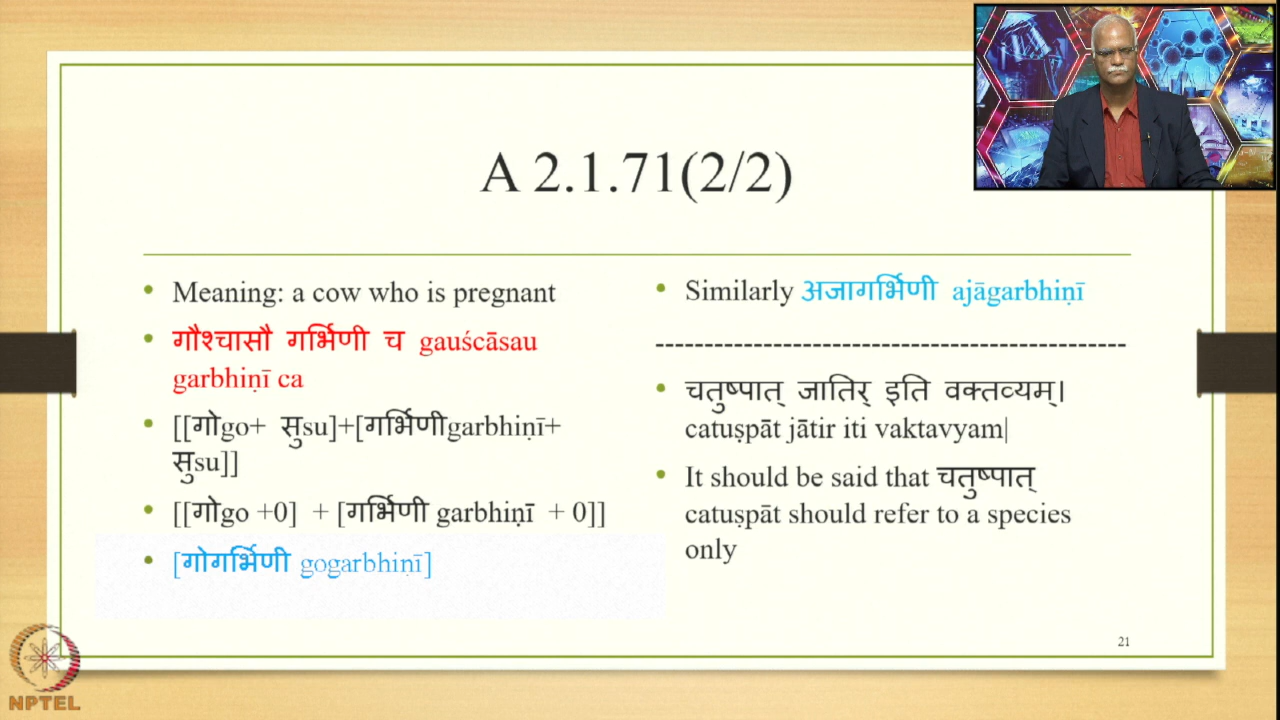 A 2.1.71(2/2)
Meaning: a cow who is pregnant
गौश्चासौ गर्भिणी च gauścāsau
garbhiṇī ca
[[गोgo+ सुsu]+[गर्भिणीgarbhiṇī+
सुsu]]
[[गोgo +0] + [गर्भिणी garbhiṇī + 0]]
[गोगर्भिणी gogarbhiṇī]
Similarly अजागर्भिणी ajāgarbhiṇī
-----------------------------------------------
चतुष्पात् जातिर् इति वक्तव्यम्।
catuṣpāt jātir iti vaktavyam|
It should be said that चतुष्पात्
catuṣpāt should refer to a species
only
21
NPTEL